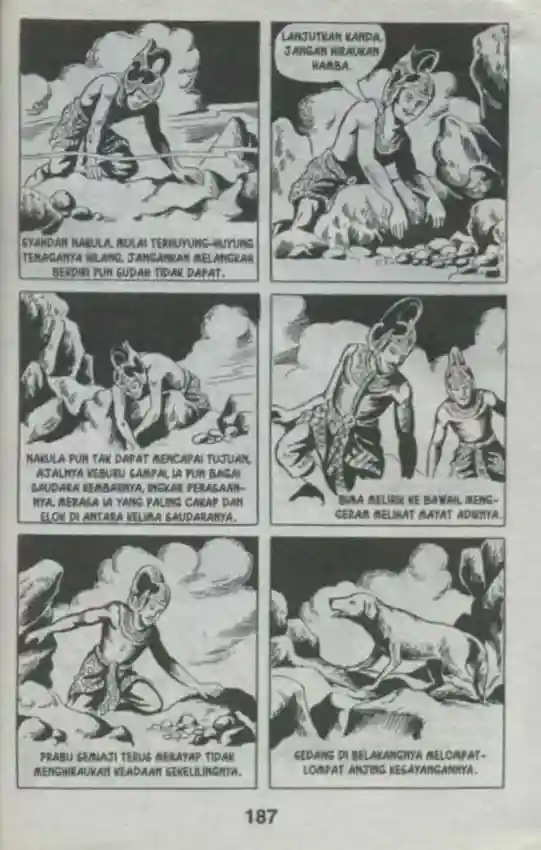 SYAHDAN NAKULA, MULAI TERHUYUNG-HUYUNG
TENAGANYA HILANG. JANGANKAN MELANGKAH
BERDIRI PUN SUDAH TIDAK DAPAT.
LANJUTKAN KANDA,
JANGAN HIRAUKAN
HAMBA.
NAKULA PUN TAK DAPAT MENCAPAI TUJUAN,
AJALNYA KEBURU SAMPAI, IA PUN BAGAI
SAUDARA KEMBARNYA, INGKAR PERASAAN-
NYA, MERASA IA YANG PALING CAKAP DAN
ELOK DI ANTARA KELIMA SAUDARANYA.
BIMA MELIRIK KE BAWAH, MENG-
GERAM MELIHAT MAYAT ADIKNYA.
PRABU SEMIAJI TERUS MERAYAP TIDAK
MENGHIRAUKAN KEADAAN SEKELILINGNYA.
SEDANG DI BELAKANGNYA MELOMPAT-
LOMPAT ANJING KESAYANGANNYA.
187